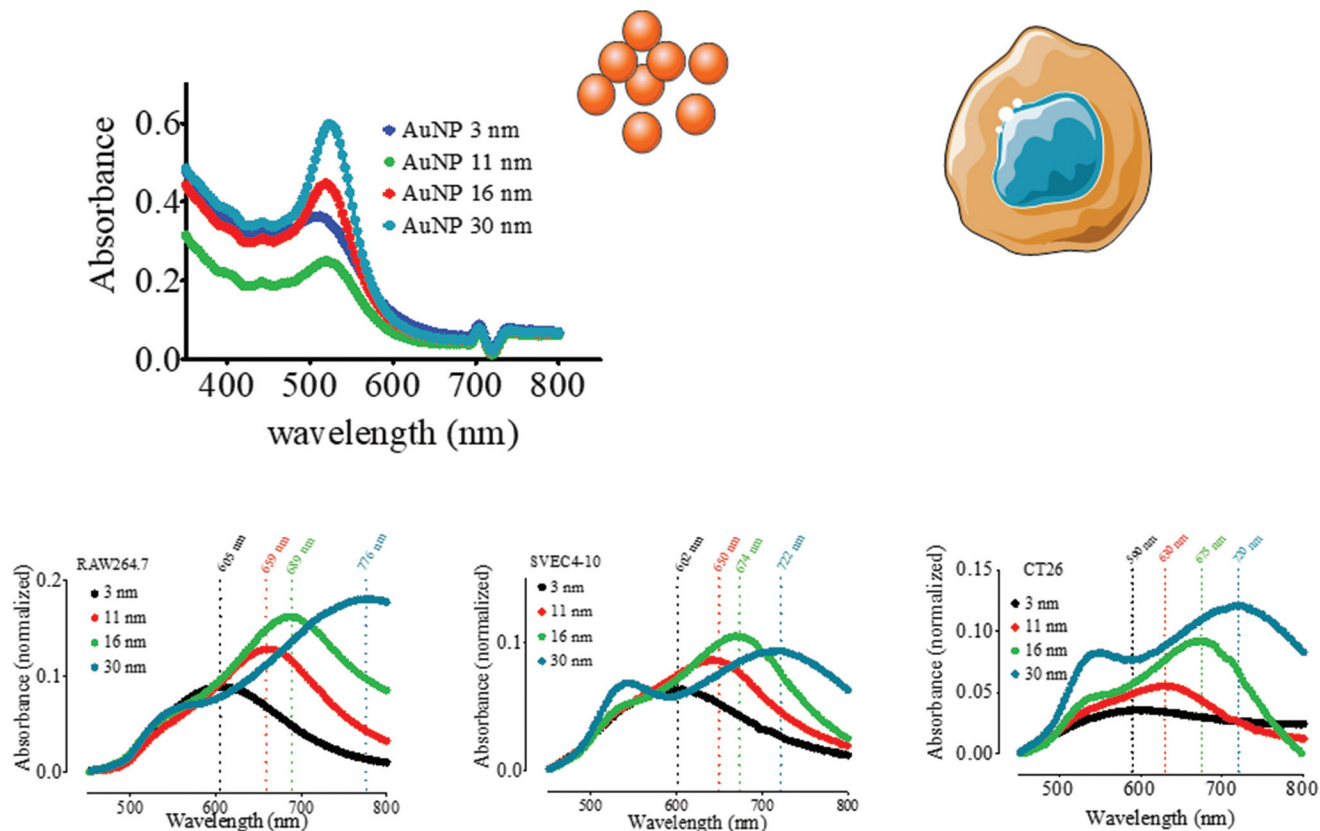 0.6
0.4
0.2
0.0
Absorbance
AuNP 3 nm
AuNP 11 nm
AuNP 16 nm
AuNP 30 nm
400 500 600 700 800
wavelength (nm)
RAW264.7
3 nm
11 nm
16 nm
30 nm
605 nm
659 nm
689 nm
776 nm
0.2
0.1
0.0
Absorbance (normalized)
500 600 700 800
Wavelength (nm)
SVEC4-10
3 nm
11 nm
16 nm
30 nm
602 nm
650 nm
674 nm
722 nm
0.1
0.0
Absorbance (normalized)
500 600 700 800
Wavelength (nm)
CT26
3 nm
11 nm
16 nm
30 nm
590 nm
630 nm
675 nm
720 nm
0.15
0.10
0.05
0.00
Absorbance (normalized)
500 600 700 800
Wavelength (nm)